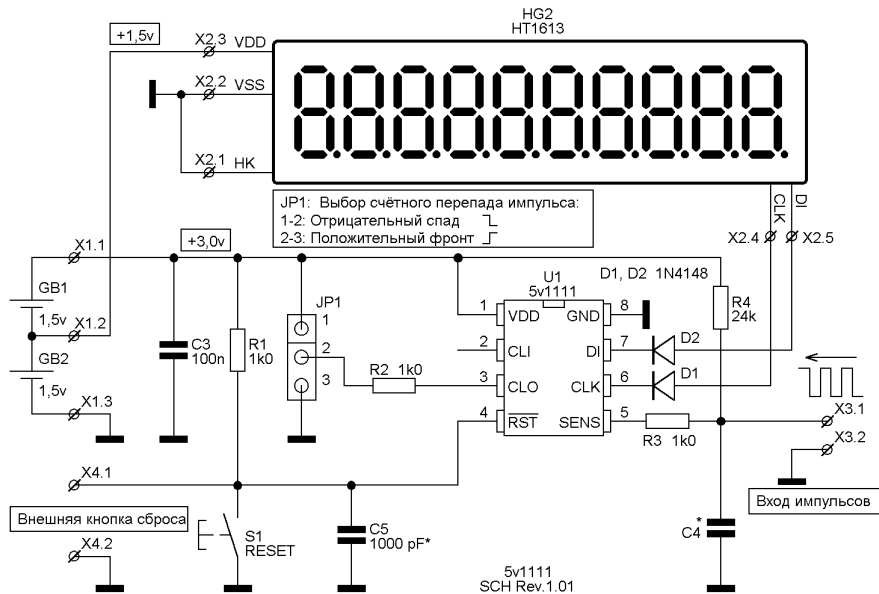 HG2
HT1613
+1,5v
X2.3 VDD
X2.2 VSS
X2.1 HK
JP1: Выбор счётного перепада импульса:
1-2: Отрицательный спад
2-3: Положительный фронт
CLK
DI
X2.4
X2.5
+3,0v
X1.1
GB1
1,5v
X1.2
GB2
1,5v
X1.3
C3
100n
R1
1k0
JP1
1
2
3
R2 1k0
U1
5v1111
D1, D2 1N4148
1
VDD
GND
8
2
CLI
DI
7
3
CLO
CLK
6
4
RST
SENS
5
D2
D1
R4
24k
R3 1k0
X3.1
X3.2
Вход импульсов
X4.1
Внешняя кнопка сброса
X4.2
S1
RESET
C5
1000 pF*
*
C4
5v1111
SCH Rev.1.01